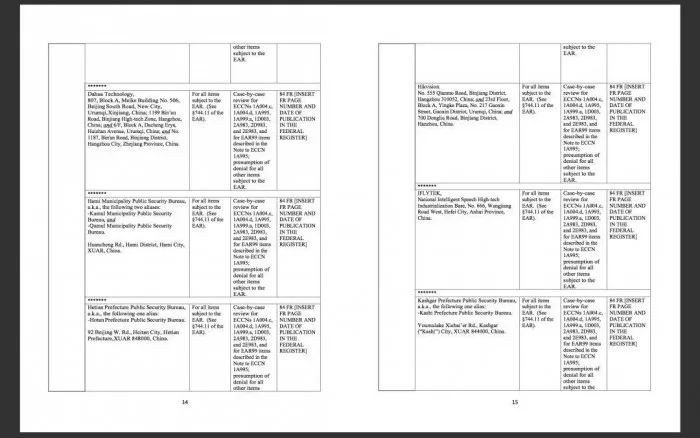 other items
subject to the
EAR.
*******
Dahua Technology,
807, Block A, Meike Building No. 506,
Beijing South Road, New City,
Urumqi, Xinjiang, China; 1199 Bin'an
Road, Binjiang High-tech Zone, Hangzhou,
China; and 6/F, Block A, Dacheng Erya,
Huizhan Avenue, Urumqi, China; and No.
1187, Bin'an Road, Binjiang District,
Hangzhou City, Zhejiang Province, China.
For all items
subject to the
EAR. (See
§744.11 of the
EAR).
Case-by-case
review for
ECCNs 1A004.c,
1A004.d, 1A995,
1A999.a, 1D003,
2A983, 2D983,
and 2E983, and
for EAR99 items
described in the
Note to ECCN
1A995;
presumption of
denial for all
other items
subject to the
EAR.
84 FR [INSERT
FR PAGE
NUMBER AND
DATE OF
PUBLICATION
IN THE
FEDERAL
REGISTER]
*******
Hami Municipality Public Security Bureau,
a.k.a., the following two aliases:
-Kumul Municipality Public Security
Bureau; and
-Qumul Municipality Public Security
Bureau.
Huancheng Rd., Hami District, Hami City,
XUAR, China.
For all items
subject to the
EAR. (See
§744.11 of the
EAR).
Case-by-case
review for
ECCNs 1A004.c,
1A004.d, 1A995,
1A999.a, 1D003,
2A983, 2D983,
and 2E983, and
for EAR99 items
described in the
Note to ECCN
1A995;
presumption of
denial for all
other items
subject to the
EAR.
84 FR [INSERT
FR PAGE
NUMBER AND
DATE OF
PUBLICATION
IN THE
FEDERAL
REGISTER]
*******
Hetian Prefecture Public Security Bureau,
a.k.a., the following one alias:
-Hotan Prefecture Public Security Bureau.
92 Beijing W. Rd., Hoitan City, Hetian
Prefecture, XUAR 848000, China.
For all items
subject to the
EAR. (See
§744.11 of the
EAR).
Case-by-case
review for
ECCNs 1A004.c,
1A004.d, 1A995,
1A999.a, 1D003,
2A983, 2D983,
and 2E983, and
for EAR99 items
described in the
Note to ECCN
1A995;
presumption of
denial for all
other items
84 FR [INSERT
FR PAGE
NUMBER AND
DATE OF
PUBLICATION
IN THE
FEDERAL
REGISTER]
14
subject to the
EAR.
*******
Hikvision
No. 555 Qianmo Road, Binjiang District,
Hangzhou 310052, China; and 23rd Floor,
Block A, Yingke Plaza, No. 217 Gaoxin
Street, Gaoxin District, Urumqi, China; and
700 Dongliu Road, Binjiang District,
Hanzhou, China.
For all items
subject to the
EAR. (See
§744.11 of the
EAR).
Case-by-case
review for
ECCNs 1A004.c,
1A004.d, 1A995,
1A999.a, 1D003,
2A983, 2D983,
and 2E983, and
for EAR99 items
described in the
Note to ECCN
1A995;
presumption of
denial for all
other items
subject to the
EAR.
84 FR [INSERT
FR PAGE
NUMBER AND
DATE OF
PUBLICATION
IN THE
FEDERAL
REGISTER]
*******
IFLYTEK,
National Intelligent Speech High-tech
Industrialization Base, No. 666, Wangjiang
Road West, Hefei City, Anhui Province,
China.
For all items
subject to the
EAR. (See
§744.11 of the
EAR).
Case-by-case
review for
ECCNs 1A004.c,
1A004.d, 1A995,
1A999.a, 1D003,
2A983, 2D983,
and 2E983, and
for EAR99 items
described in the
Note to ECCN
1A995;
presumption of
denial for all
other items
subject to the
EAR.
84 FR [INSERT
FR PAGE
NUMBER AND
DATE OF
PUBLICATION
IN THE
FEDERAL
REGISTER]
*******
Kashgar Prefecture Public Security Bureau,
a.k.a., the following one alias:
-Kashi Prefecture Public Security Bureau.
Youmulake Xiehai'er Rd., Kashgar
("Kashi") City, XUAR 844000, China.
For all items
subject to the
EAR. (See
§744.11 of the
EAR).
Case-by-case
review for
ECCNs 1A004.c,
1A004.d, 1A995,
1A999.a, 1D003,
2A983, 2D983,
and 2E983, and
for EAR99 items
described in the
Note to ECCN
1A995;
presumption of
denial for all
other items
subject to the
84 FR [INSERT
FR PAGE
NUMBER AND
DATE OF
PUBLICATION
IN THE
FEDERAL
REGISTER]
15